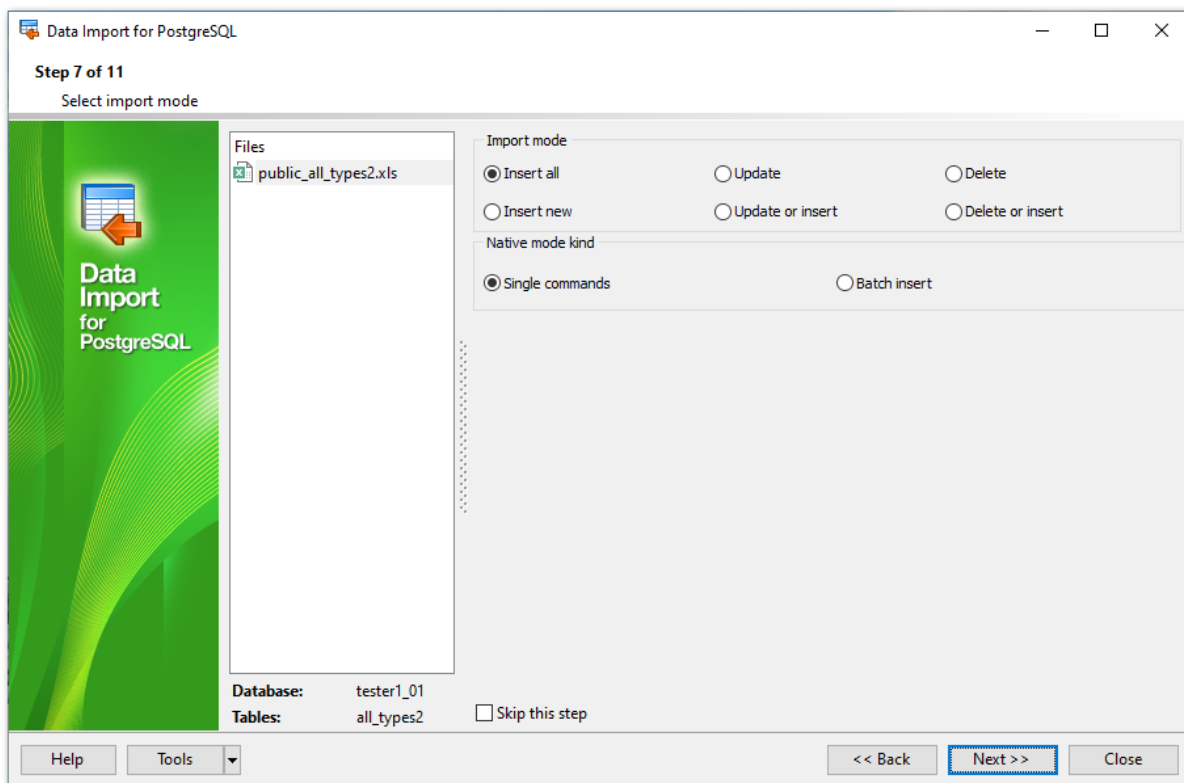 Data Import for PostgreSQL
Step 7 of 11
Select import mode
Data
Import
for
PostgreSQL
Files
public_all_types2.xls
Import mode
Insert all Update Delete
Insert new Update or insert Delete or insert
Native mode kind
Single commands Batch insert
Database: tester1_01
Tables: all_types2
Skip this step
Help Tools << Back Next >> Close